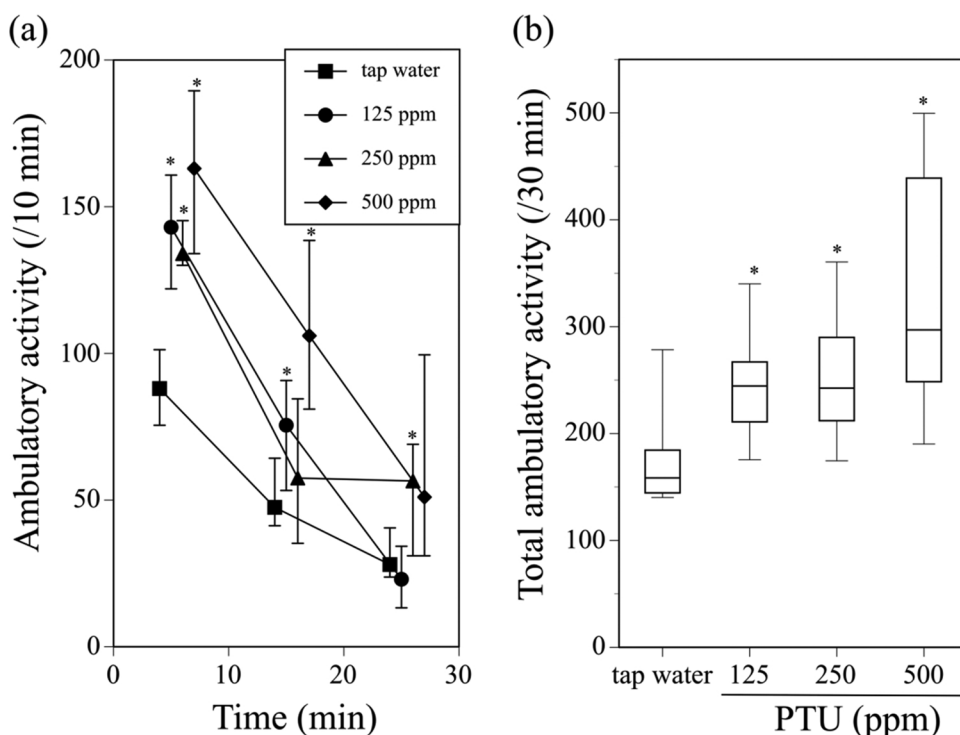 (a)
Ambulatory activity (/10 min)
200
150
100
50
0
0 10 20 30
Time (min)
tap water
125 ppm
250 ppm
500 ppm
*
*
*
*
*
*
(b)
Total ambulatory activity (/30 min)
500
400
300
200
100
0
*
*
*
tap water 125 250 500
PTU (ppm)